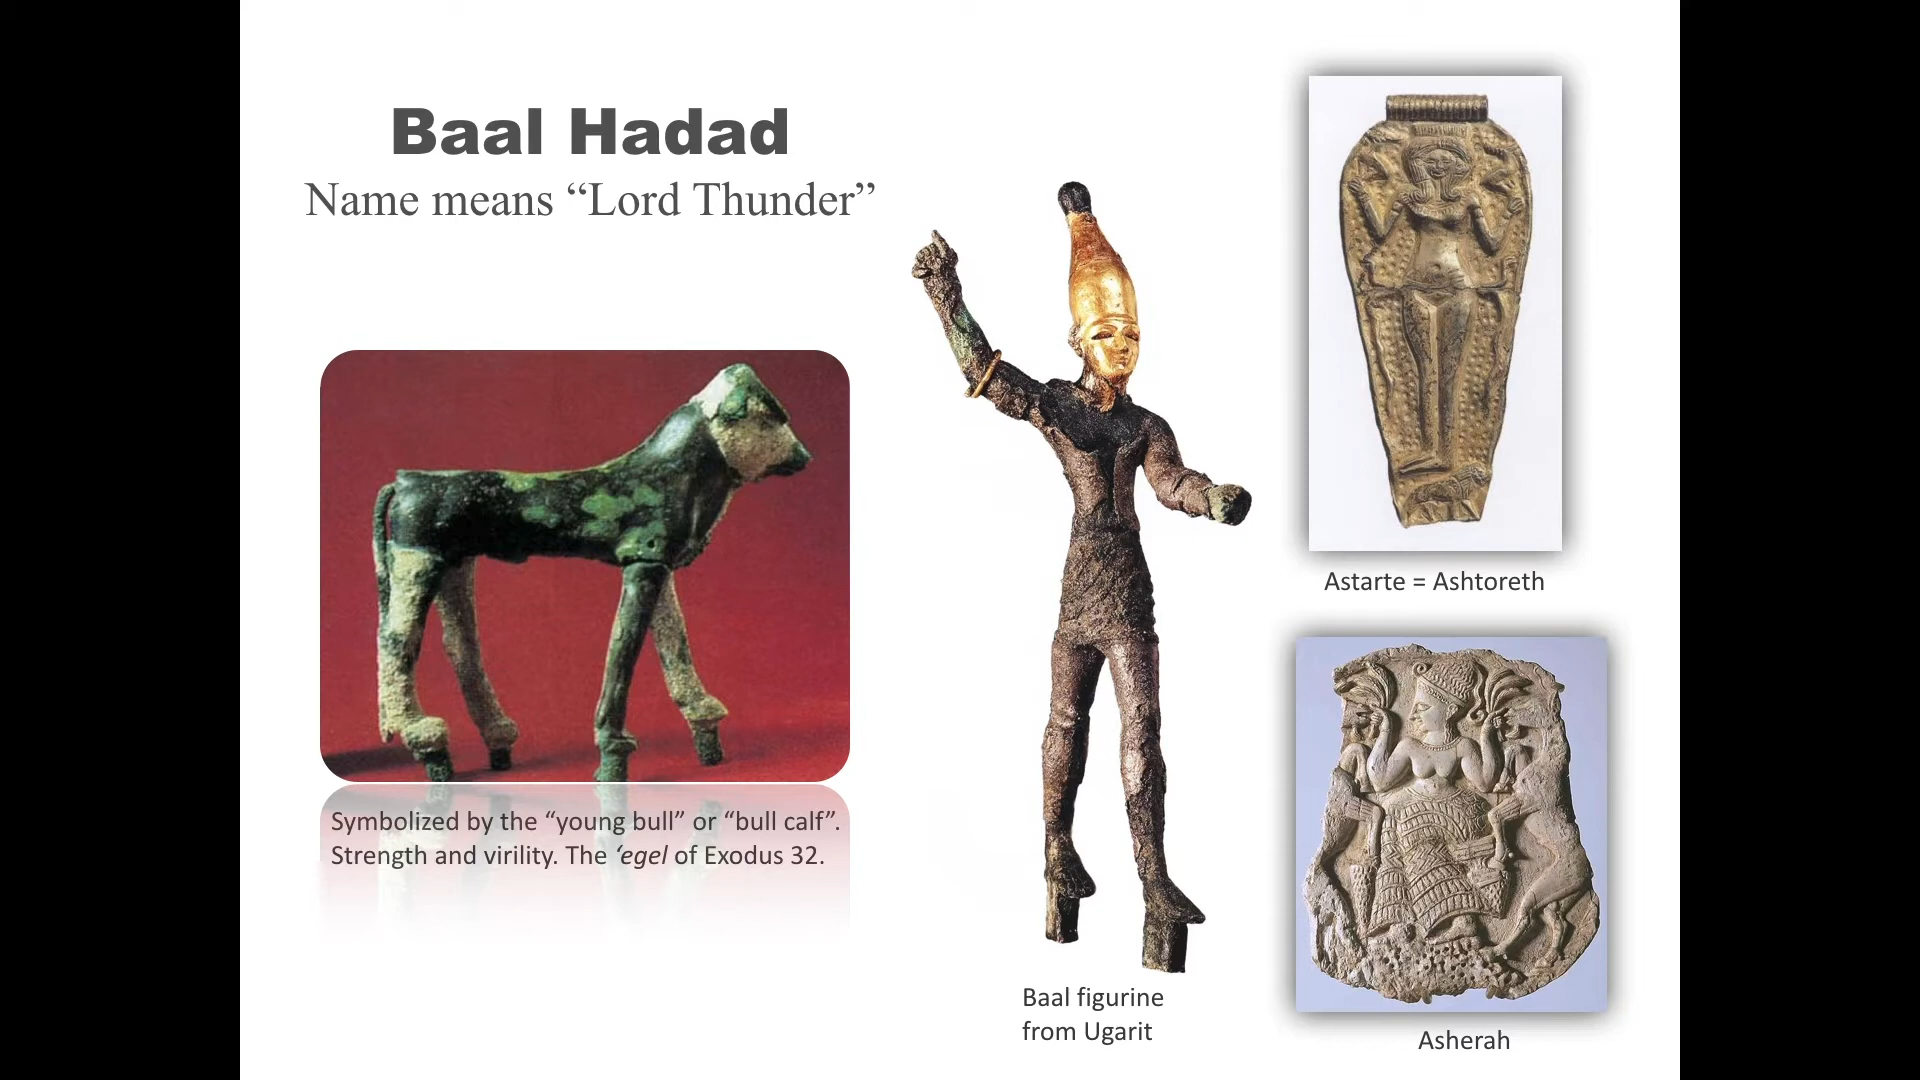 Baal Hadad
Name means “Lord Thunder”
Symbolized by the “young bull” or “bull calf”.
Strength and virility. The ‘egel of Exodus 32.
Baal figurine
from Ugarit
Astarte = Ashtoreth
Asherah